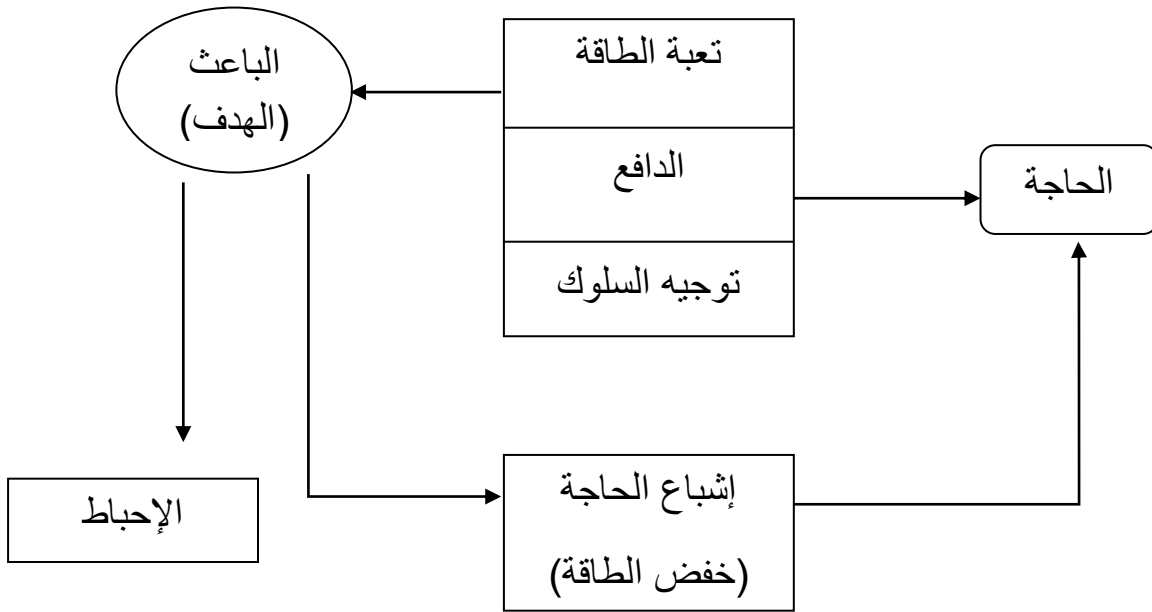 تعبة الطاقة
الباعث
(الهدف)
الدافع
الحاجة
توجيه السلوك
إشباع الحاجة
(خفض الطاقة)
الإحباط